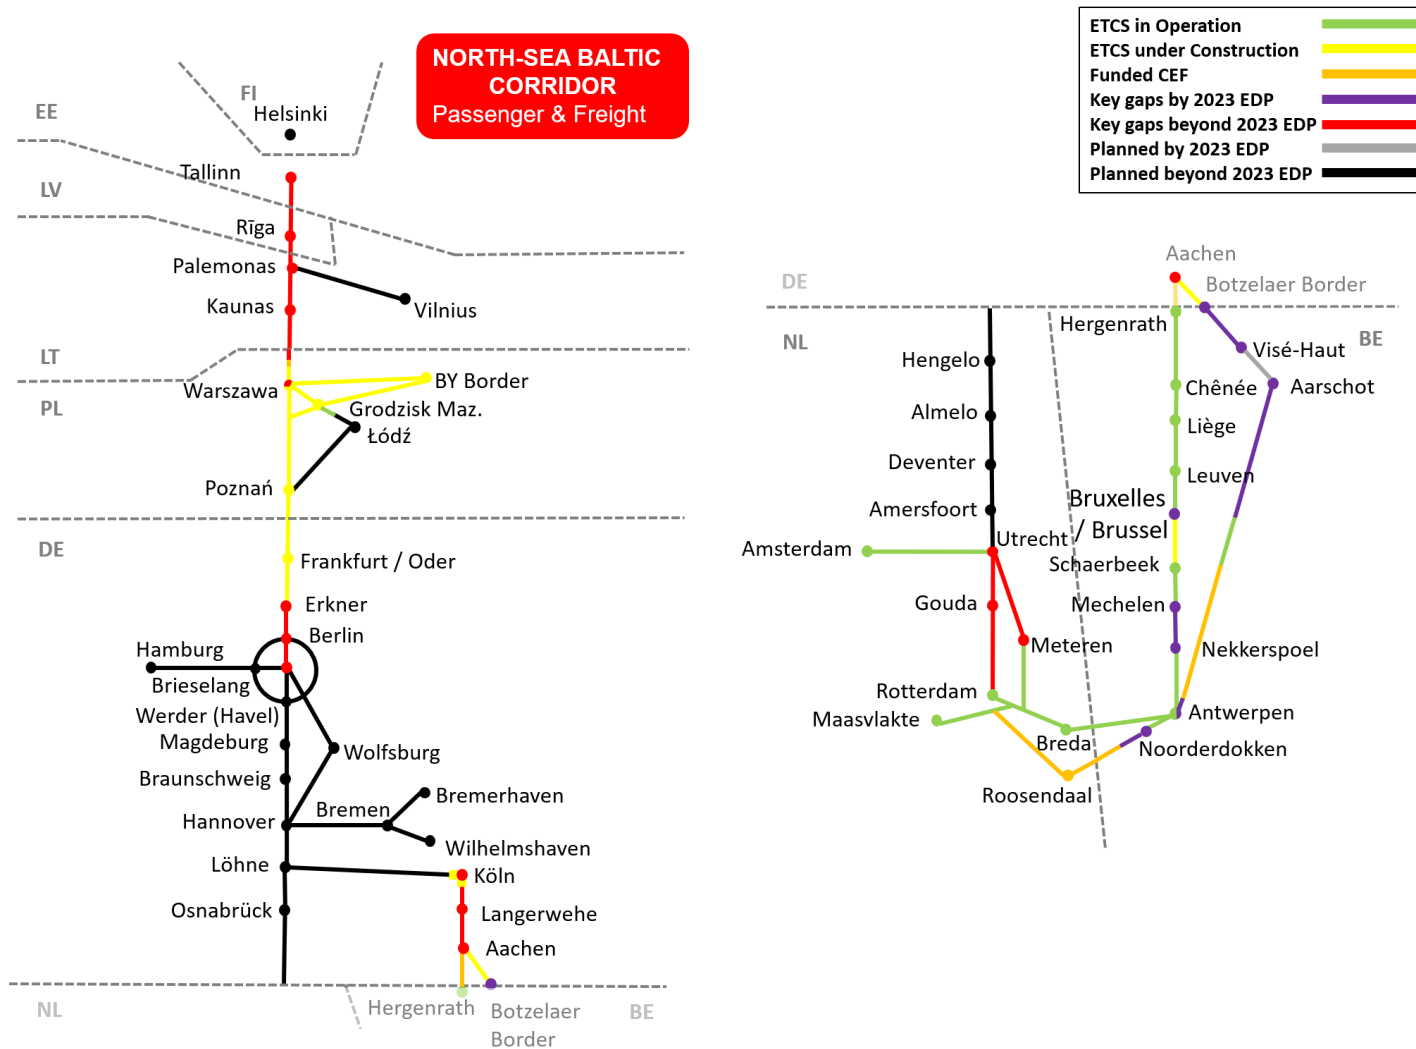 NORTH-SEA BALTIC
CORRIDOR
Passenger & Freight
ETCS in Operation
ETCS under Construction
Funded CEF
Key gaps by 2023 EDP
Key gaps beyond 2023 EDP
Planned by 2023 EDP
Planned beyond 2023 EDP
FI
Helsinki
EE
Tallinn
LV
Rīga
Palemonas
Kaunas
Vilnius
LT
Warszawa
BY Border
PL
Grodzisk Maz.
Łódź
Poznań
DE
Frankfurt / Oder
Erkner
Berlin
Hamburg
Brieselang
Werder (Havel)
Magdeburg
Wolfsburg
Braunschweig
Bremerhaven
Bremen
Hannover
Wilhelmshaven
Löhne
Köln
Osnabrück
Langerwehe
Aachen
NL
Hergenrath
Botzelaer
Border
BE
Aachen
DE
Botzelaer Border
Hergenrath
NL
BE
Visé-Haut
Hengelo
Chênée
Aarschot
Almelo
Liège
Deventer
Leuven
Amersfoort
Bruxelles
/ Brussel
Amsterdam
Utrecht
Schaerbeek
Gouda
Mechelen
Meteren
Nekkerspoel
Rotterdam
Maasvlakte
Antwerpen
Breda
Noorderdokken
Roosendaal